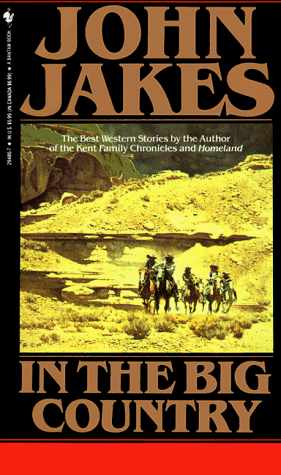 JOHN
JAKES
The Best Western Stories by the Author
of the Kent Family Chronicles and Homeland
IN THE BIG
COUNTRY